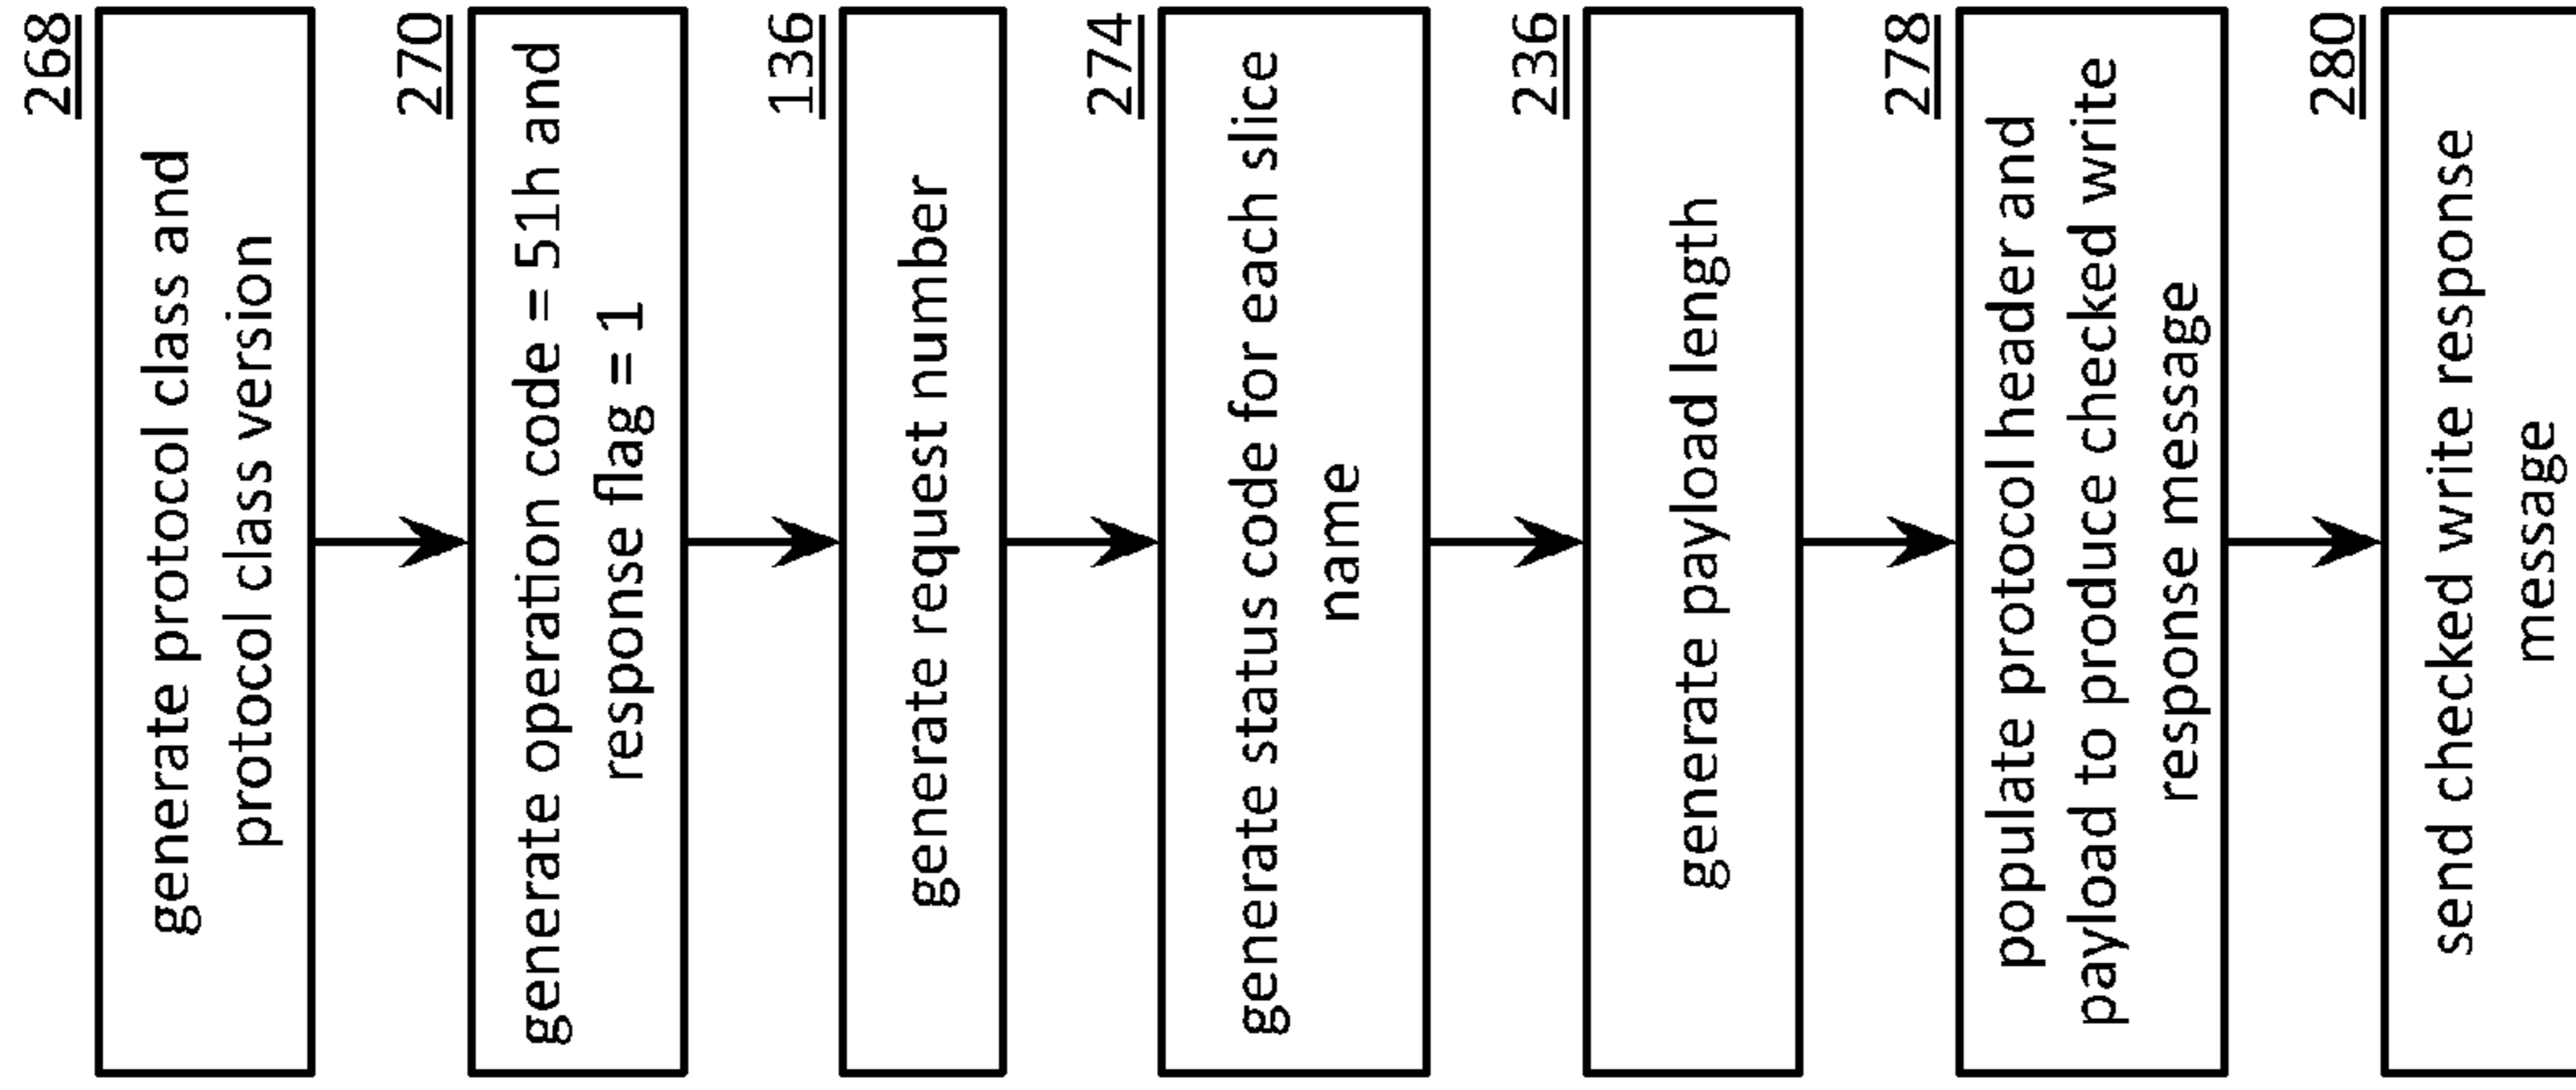 268
generate protocol class and
protocol class version
270
generate operation code = 51h and
response flag = 1
136
generate request number
274
generate status code for each slice
name
236
generate payload length
278
populate protocol header and
payload to produce checked write
response message
280
send checked write response
message